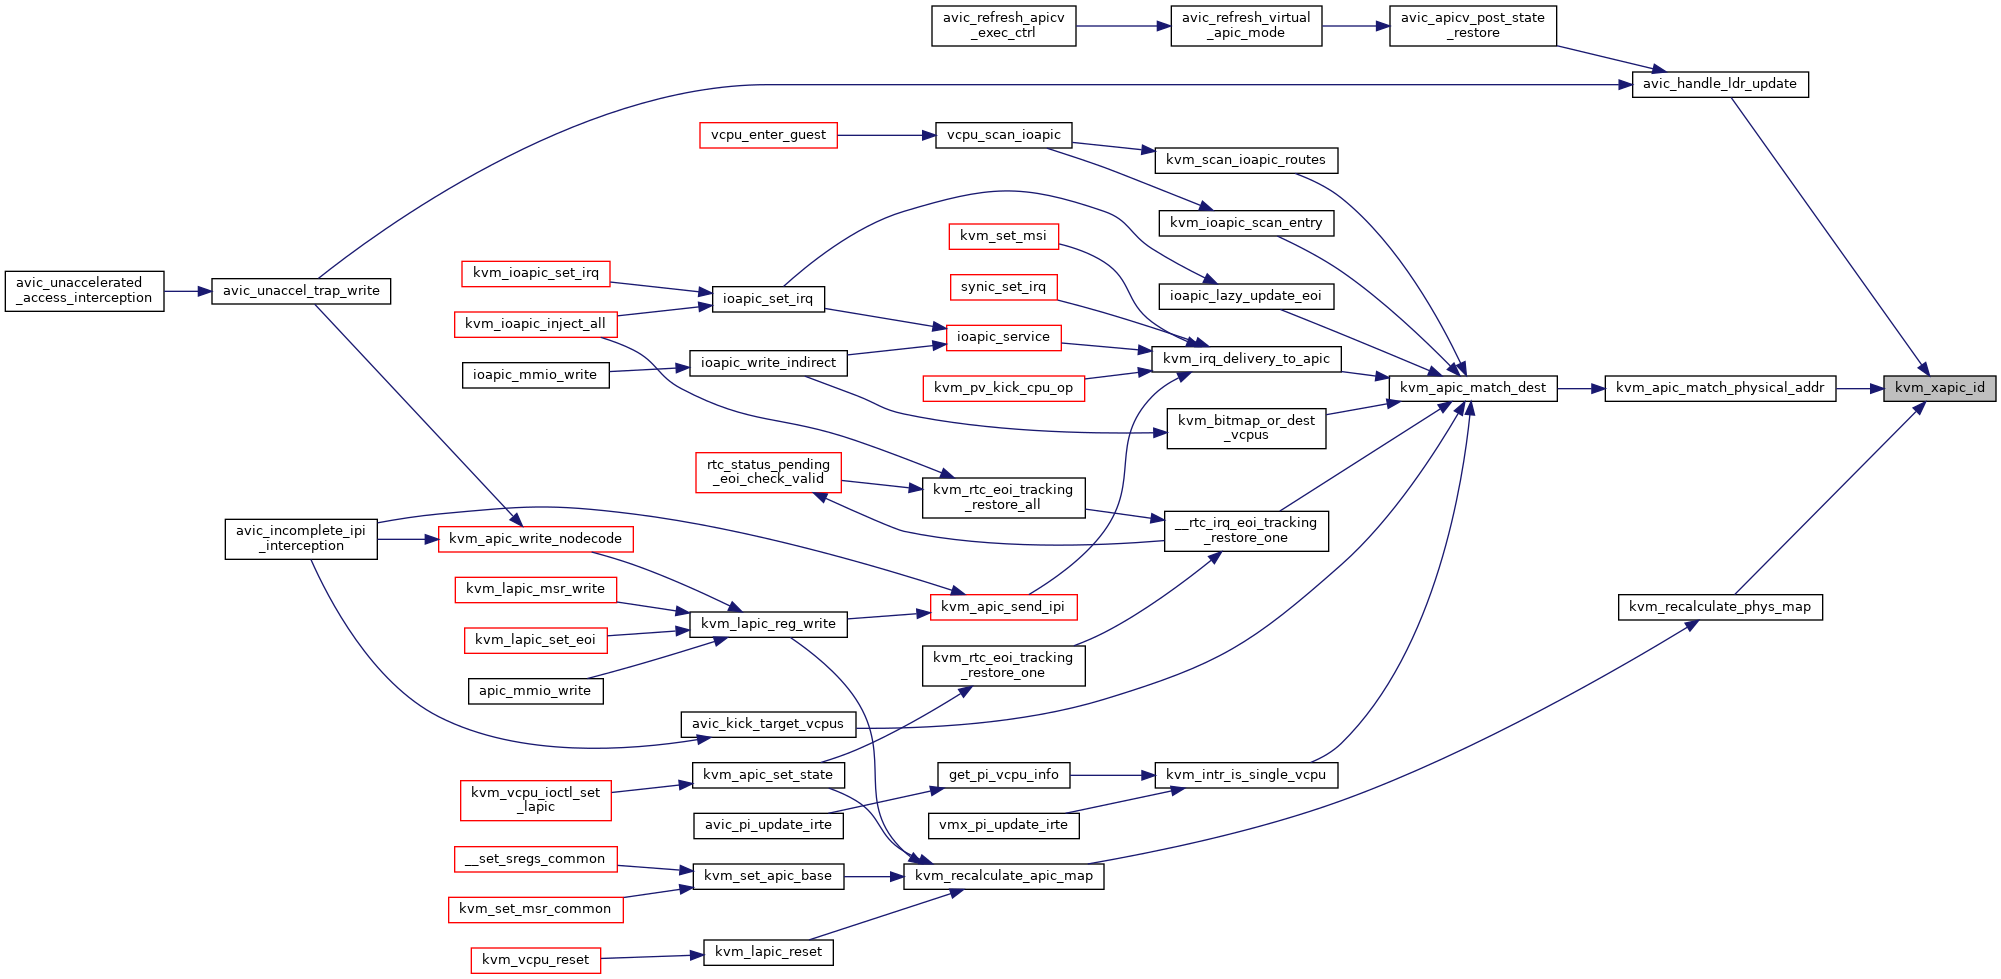 avic_refresh_apicv
_exec_ctrl
avic_refresh_virtual
_apic_mode
avic_apicv_post_state
_restore
avic_handle_ldr_update
vcpu_enter_guest
vcpu_scan_ioapic
kvm_scan_ioapic_routes
kvm_ioapic_scan_entry
kvm_set_msi
kvm_ioapic_set_irq
synic_set_irq
avic_unaccelerated
_access_interception
avic_unaccel_trap_write
ioapic_set_irq
ioapic_lazy_update_eoi
kvm_ioapic_inject_all
ioapic_service
ioapic_write_indirect
kvm_irq_delivery_to_apic
ioapic_mmio_write
kvm_pv_kick_cpu_op
kvm_apic_match_dest
kvm_apic_match_physical_addr
kvm_xapic_id
kvm_bitmap_or_dest
_vcpus
rtc_status_pending
_eoi_check_valid
kvm_rtc_eoi_tracking
_restore_all
__rtc_irq_eoi_tracking
_restore_one
avic_incomplete_ipi
_interception
kvm_apic_write_nodecode
kvm_lapic_msr_write
kvm_apic_send_ipi
kvm_recalculate_phys_map
kvm_lapic_reg_write
kvm_lapic_set_eoi
kvm_rtc_eoi_tracking
_restore_one
apic_mmio_write
avic_kick_target_vcpus
kvm_apic_set_state
get_pi_vcpu_info
kvm_intr_is_single_vcpu
kvm_vcpu_ioctl_set
_lapic
avic_pi_update_irte
vmx_pi_update_irte
__set_sregs_common
kvm_set_apic_base
kvm_recalculate_apic_map
kvm_set_msr_common
kvm_lapic_reset
kvm_vcpu_reset